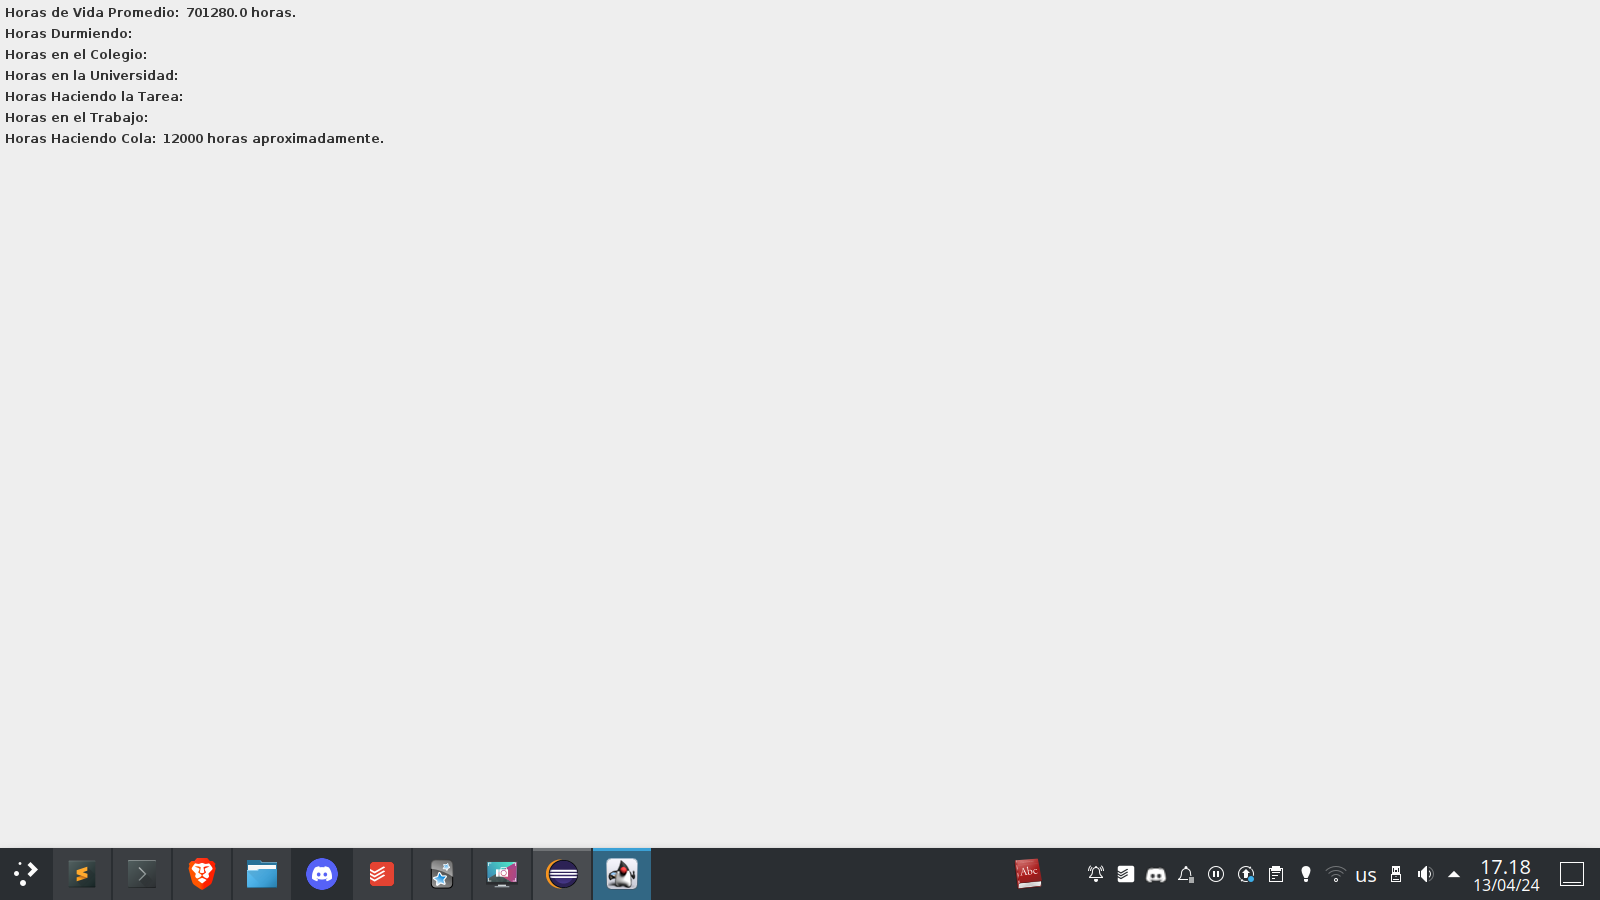 Horas de Vida Promedio: 701280.0 horas.
Horas Durmiendo:
Horas en el Colegio:
Horas en la Universidad:
Horas Haciendo la Tarea:
Horas en el Trabajo:
Horas Haciendo Cola: 12000 horas aproximadamente.
Abc
us
17.18
13/04/24